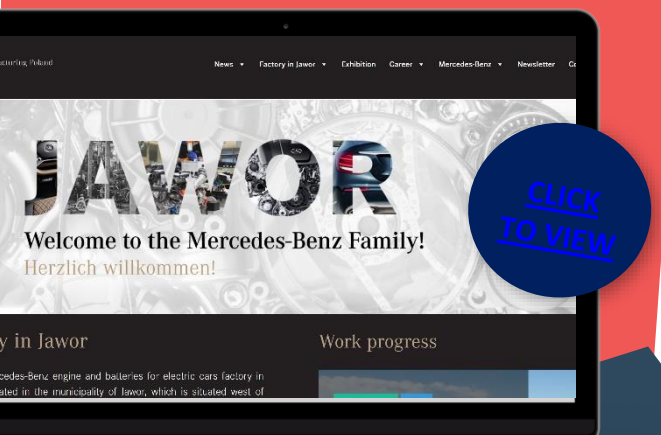 Poland
News Factory in Jawor Exhibition Career Mercedes-Benz Newsletter
JAWOR
CLICK
TO VIEW
Welcome to the Mercedes-Benz Family!
Herzlich willkommen!
y in Jawor
Work progress
cedes-Benz engine and batteries for electric cars factory in
ated in the municipality of Jawor, which is situated west of